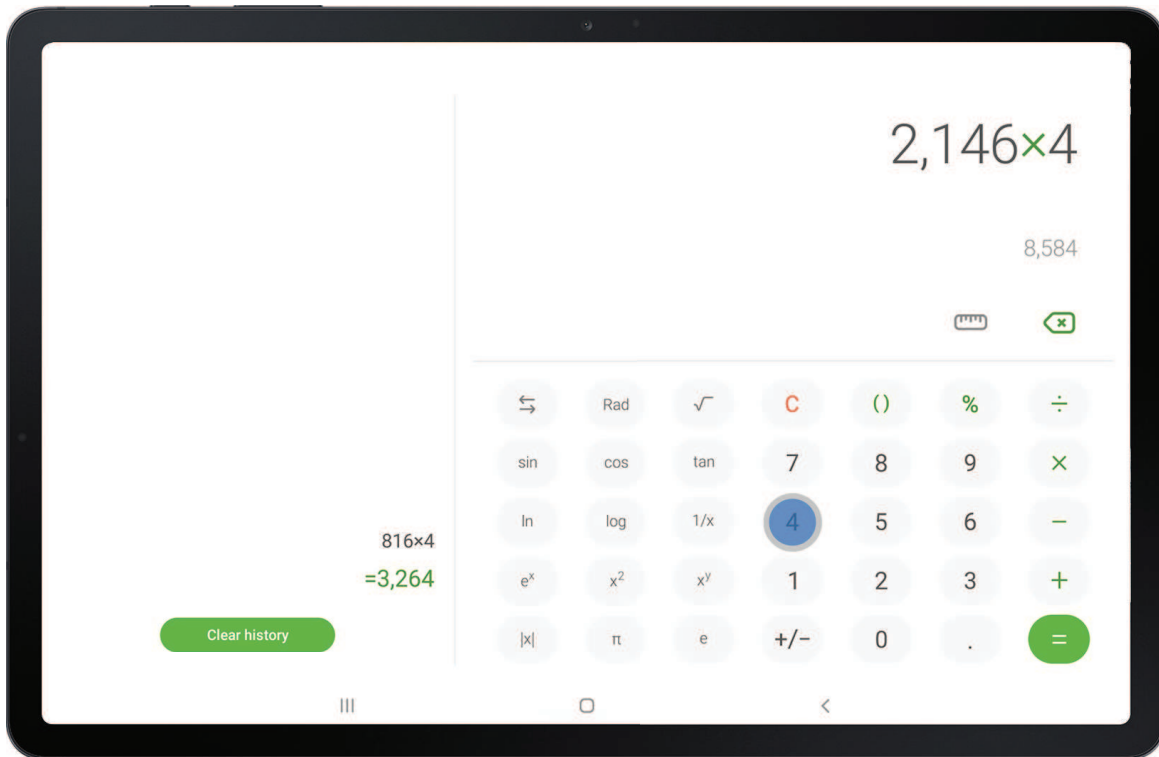 2,146×4
8,584
Rad √ C () % ÷
sin cos tan 7 8 9 ×
ln log 1/x 4 5 6 −
816×4
=3,264
eˣ x² xʸ 1 2 3 +
Clear history
|x| π e +/− 0 . =